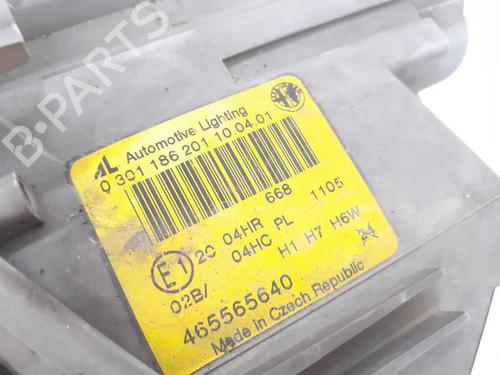 B-PARTS
AL Automotive Lighting
0 301 186 201 10.04.01
668 1105
E1 20 04HR
04HC PL H1 H7 H6W
02B/
465565640
Made in Czech Republic